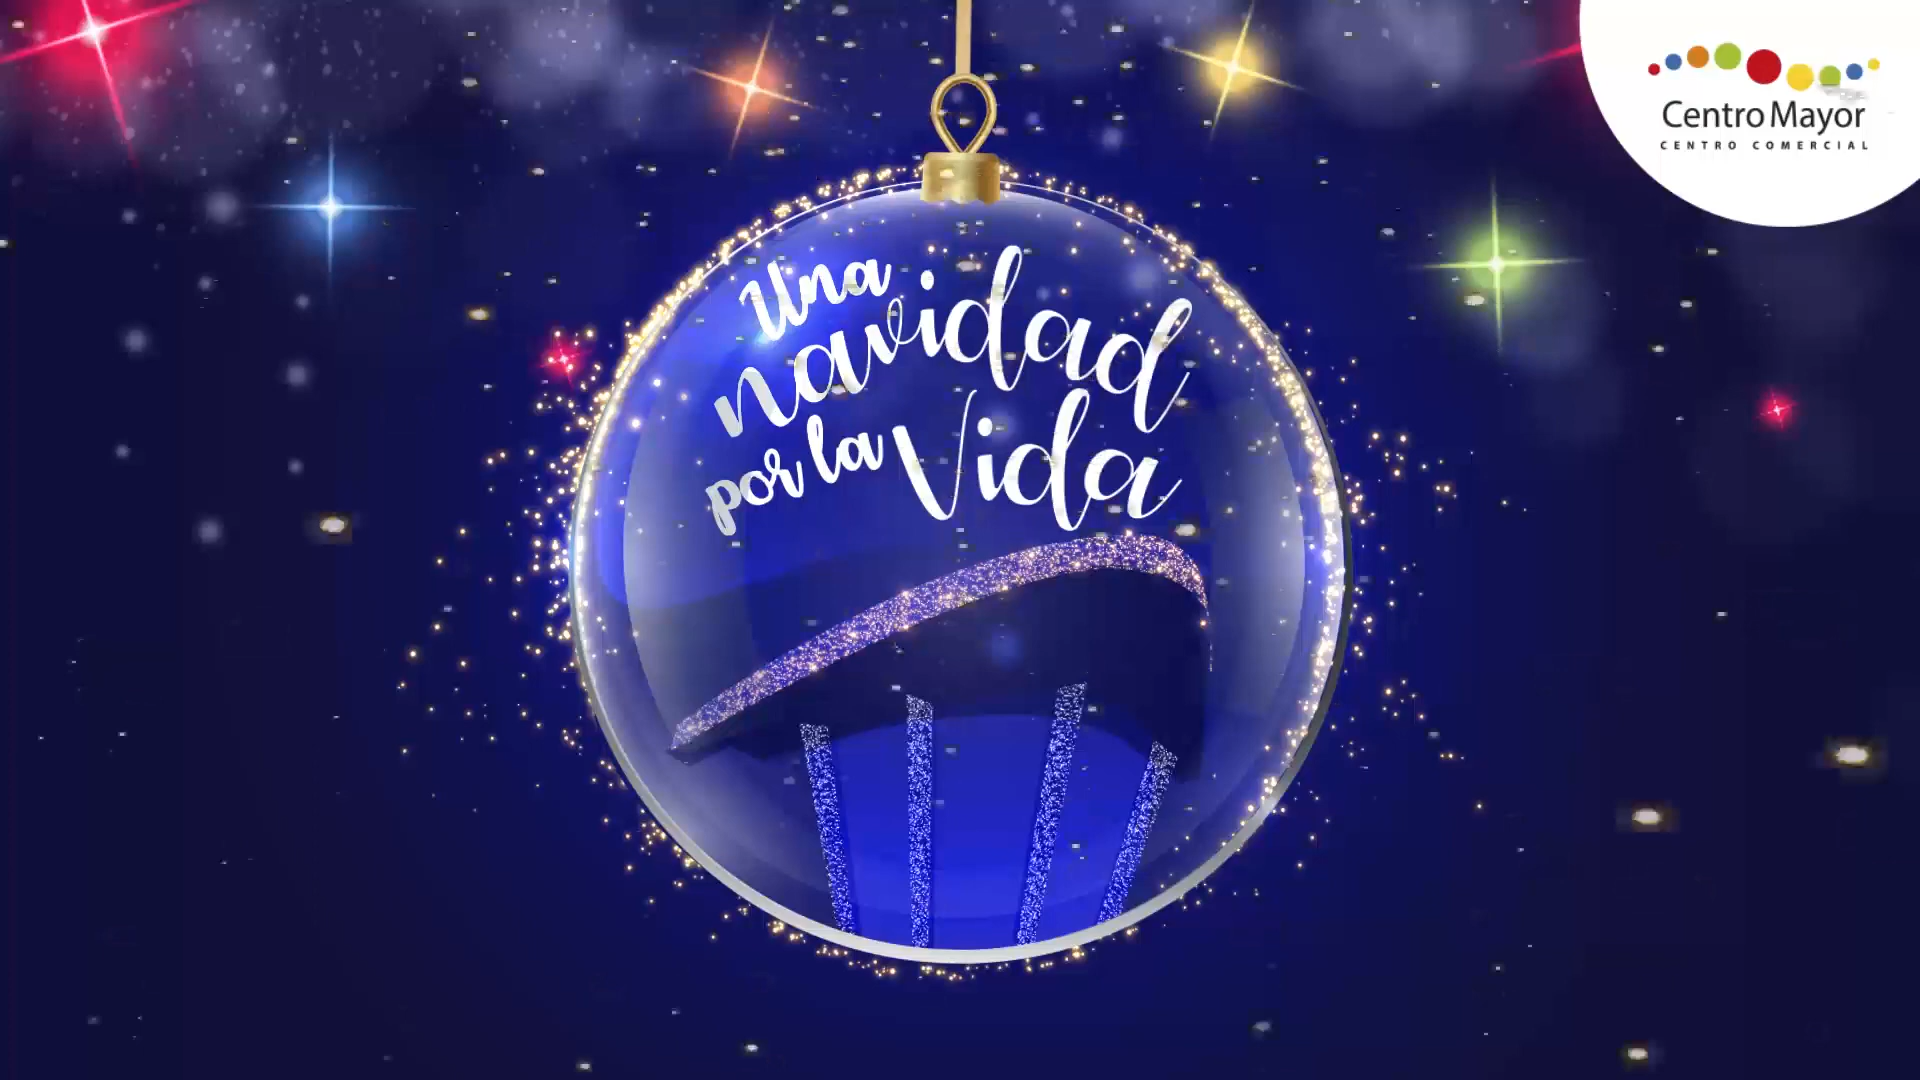 Una
navidad
por la Vida
Centro Mayor
CENTRO COMERCIAL